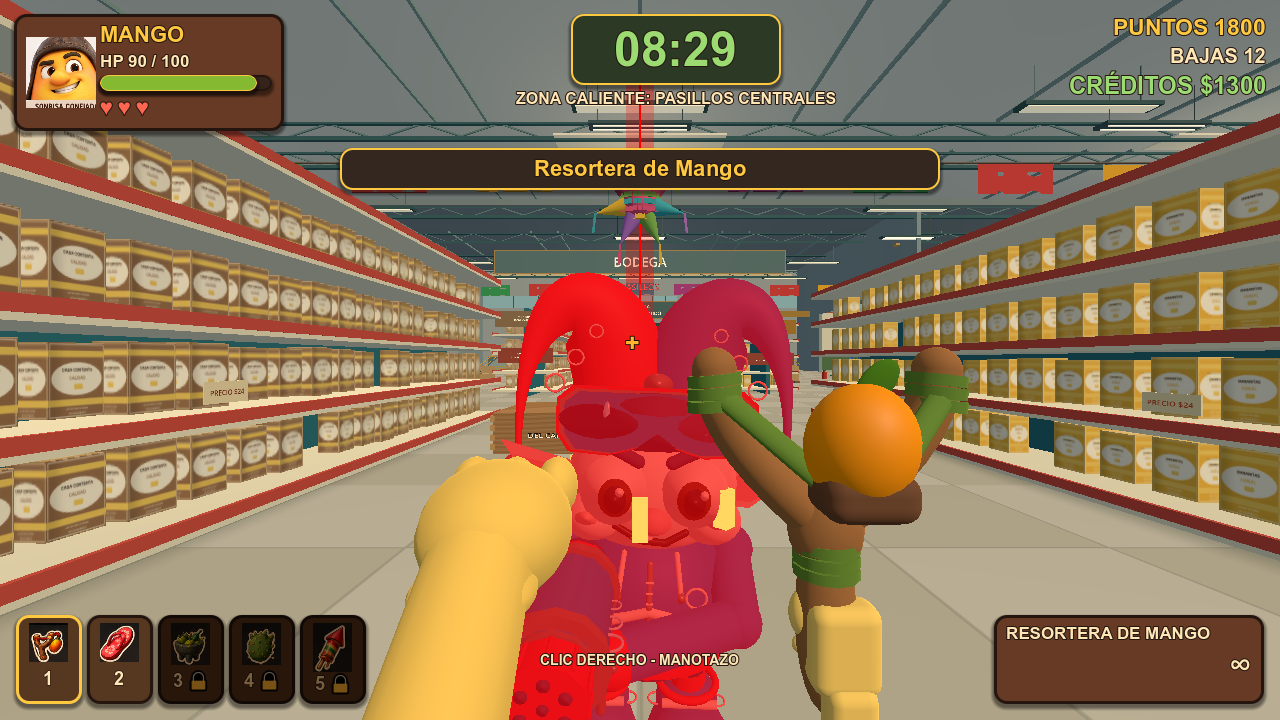 MANGO
HP 90 / 100
08:29
ZONA CALIENTE: PASILLOS CENTRALES
PUNTOS 1800
BAJAS 12
CRÉDITOS $1300
Resortera de Mango
BODEGA
PRECIO $24
PRECIO $24
CLIC DERECHO - MANOTAZO
1
2
3
4
5
RESORTERA DE MANGO
∞